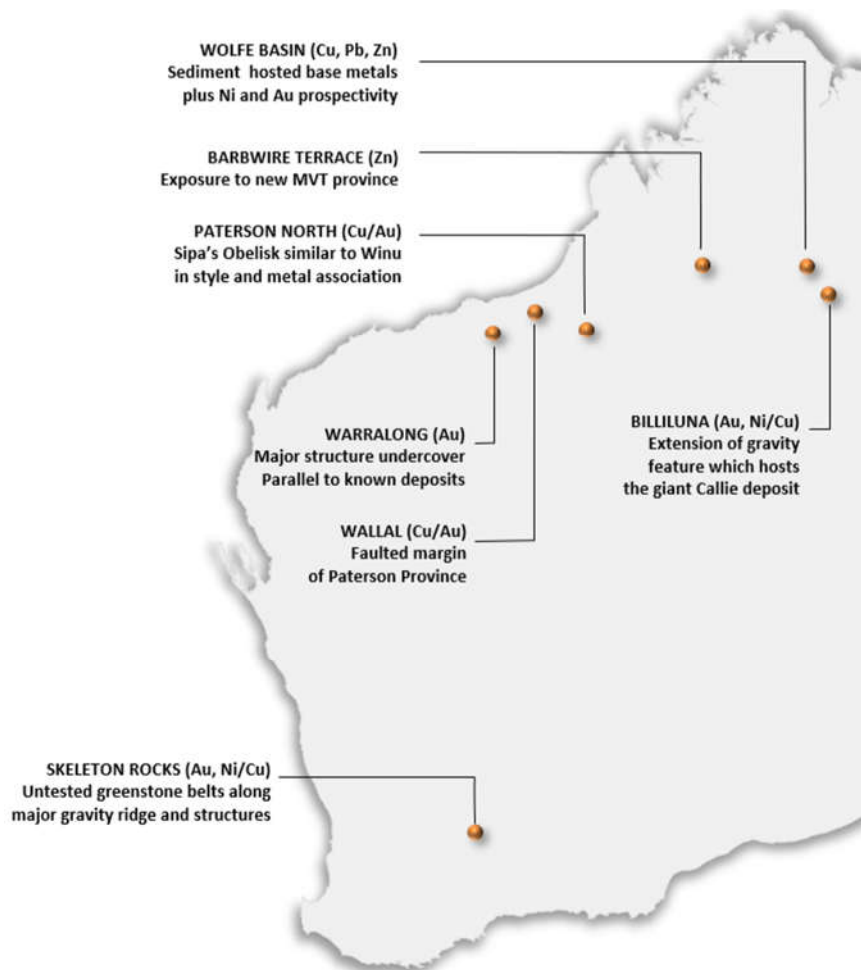 WOLFE BASIN (Cu, Pb, Zn)
Sediment hosted base metals
plus Ni and Au prospectivity
BARBWIRE TERRACE (Zn)
Exposure to new MVT province
PATERSON NORTH (Cu/Au)
Sipa's Obelisk similar to Winu
in style and metal association
WARRALONG (Au)
Major structure undercover
Parallel to known deposits
WALLAL (Cu/Au)
Faulted margin
of Paterson Province
BILLILUNA (Au, Ni/Cu)
Extension of gravity
feature which hosts
the giant Callie deposit
SKELETON ROCKS (Au, Ni/Cu)
Untested greenstone belts along
major gravity ridge and structures